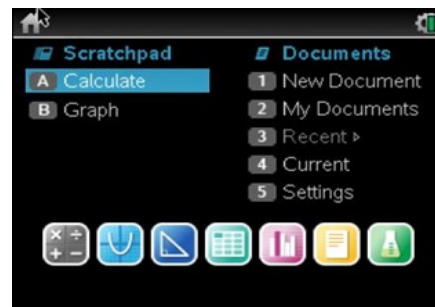 Scratchpad
A Calculate
B Graph
Documents
1 New Document
2 My Documents
3 Recent ▹
4 Current
5 Settings